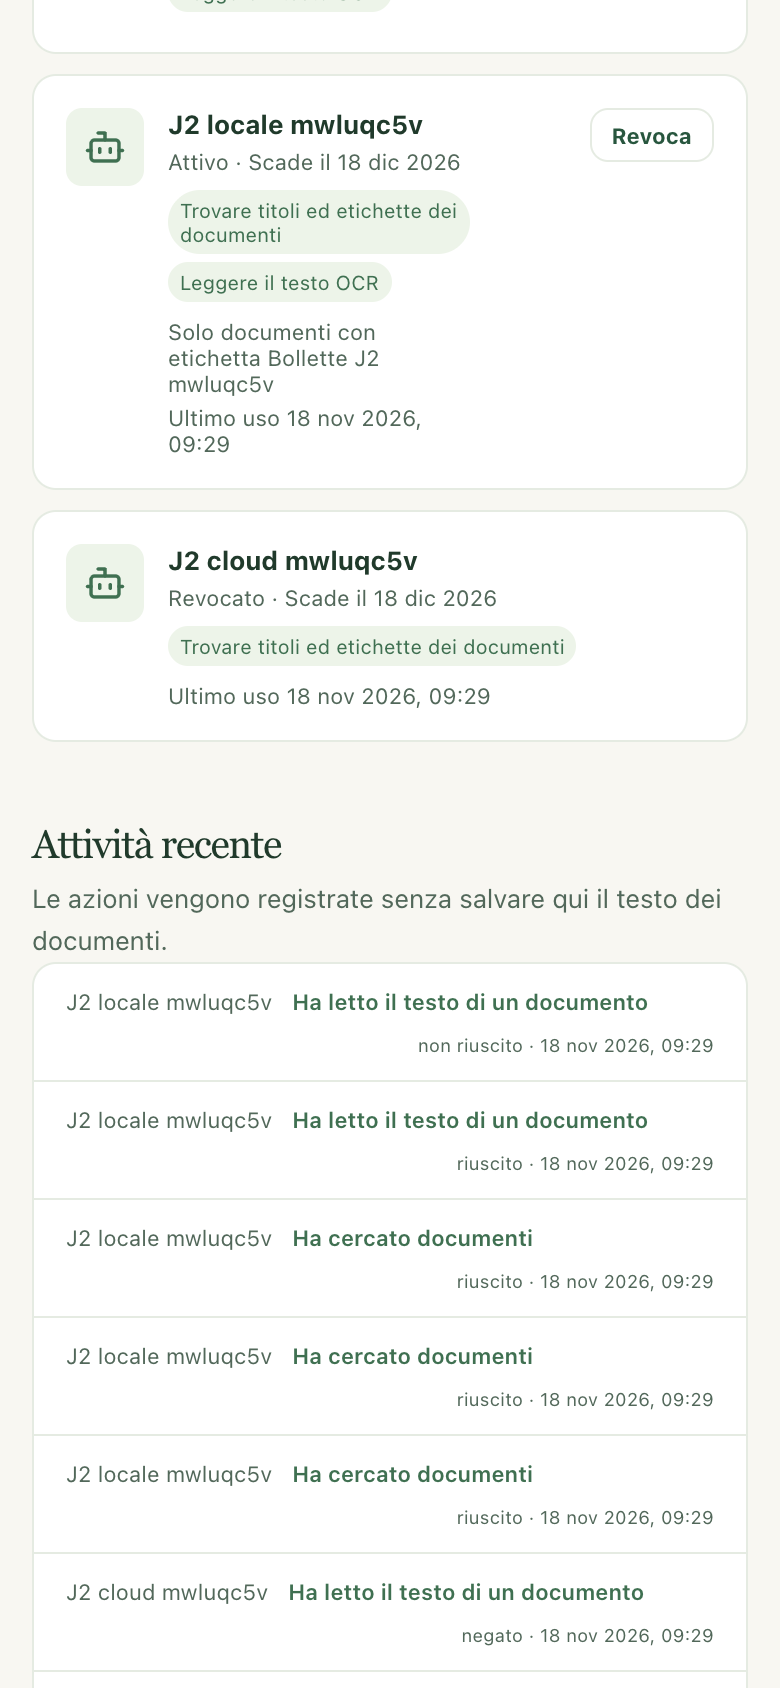 J2 locale mwluqc5v
Revoca
Attivo · Scade il 18 dic 2026
Trovare titoli ed etichette dei
documenti
Leggere il testo OCR
Solo documenti con
etichetta Bollette J2
mwluqc5v
Ultimo uso 18 nov 2026,
09:29
J2 cloud mwluqc5v
Revocato · Scade il 18 dic 2026
Trovare titoli ed etichette dei documenti
Ultimo uso 18 nov 2026, 09:29
Attività recente
Le azioni vengono registrate senza salvare qui il testo dei
documenti.
J2 locale mwluqc5v Ha letto il testo di un documento
non riuscito · 18 nov 2026, 09:29
J2 locale mwluqc5v Ha letto il testo di un documento
riuscito · 18 nov 2026, 09:29
J2 locale mwluqc5v Ha cercato documenti
riuscito · 18 nov 2026, 09:29
J2 locale mwluqc5v Ha cercato documenti
riuscito · 18 nov 2026, 09:29
J2 locale mwluqc5v Ha cercato documenti
riuscito · 18 nov 2026, 09:29
J2 cloud mwluqc5v Ha letto il testo di un documento
negato · 18 nov 2026, 09:29